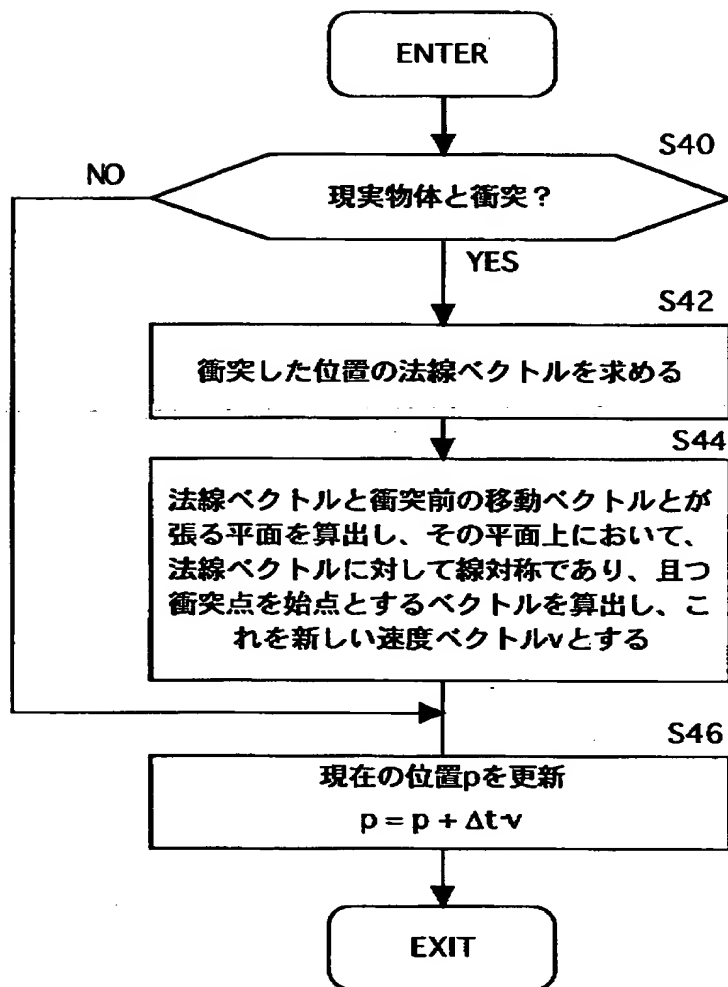 ENTER
S40
NO
現実物体と衝突？
YES
S42
衝突した位置の法線ベクトルを求める
S44
法線ベクトルと衝突前の移動ベクトルとが
張る平面を算出し、その平面上において、
法線ベクトルに対して線対称であり、且つ
衝突点を始点とするベクトルを算出し、こ
れを新しい速度ベクトルvとする
S46
現在の位置pを更新
p = p + Δt·v
EXIT